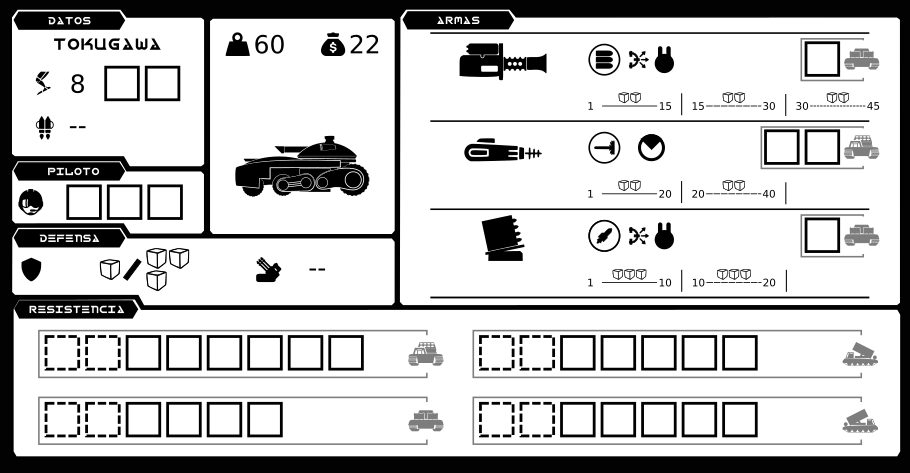 DATOS
TOKUGAWA
8
--
60
22
PILOTO
DEFENSA
--
ARMAS
1 15
15 30
30 45
1 20
20 40
1 10
10 20
RESISTENCIA